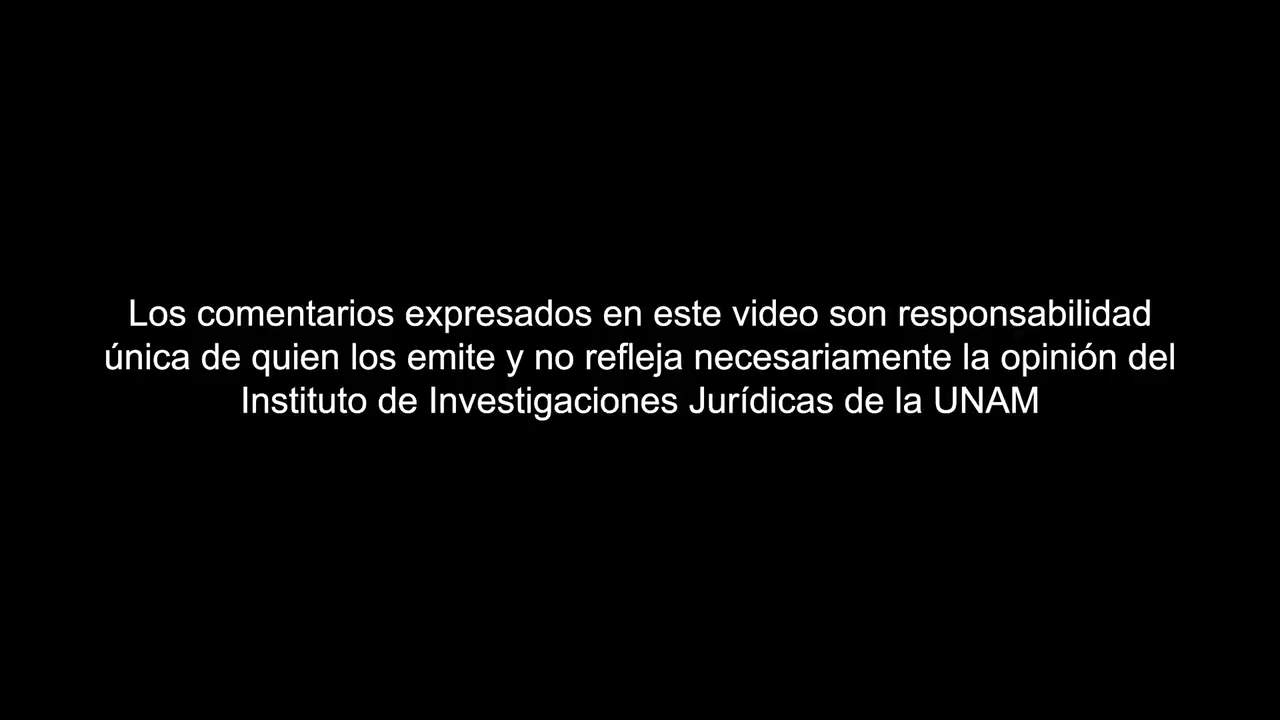 Los comentarios expresados en este video son responsabilidad
única de quien los emite y no refleja necesariamente la opinión del
Instituto de Investigaciones Jurídicas de la UNAM